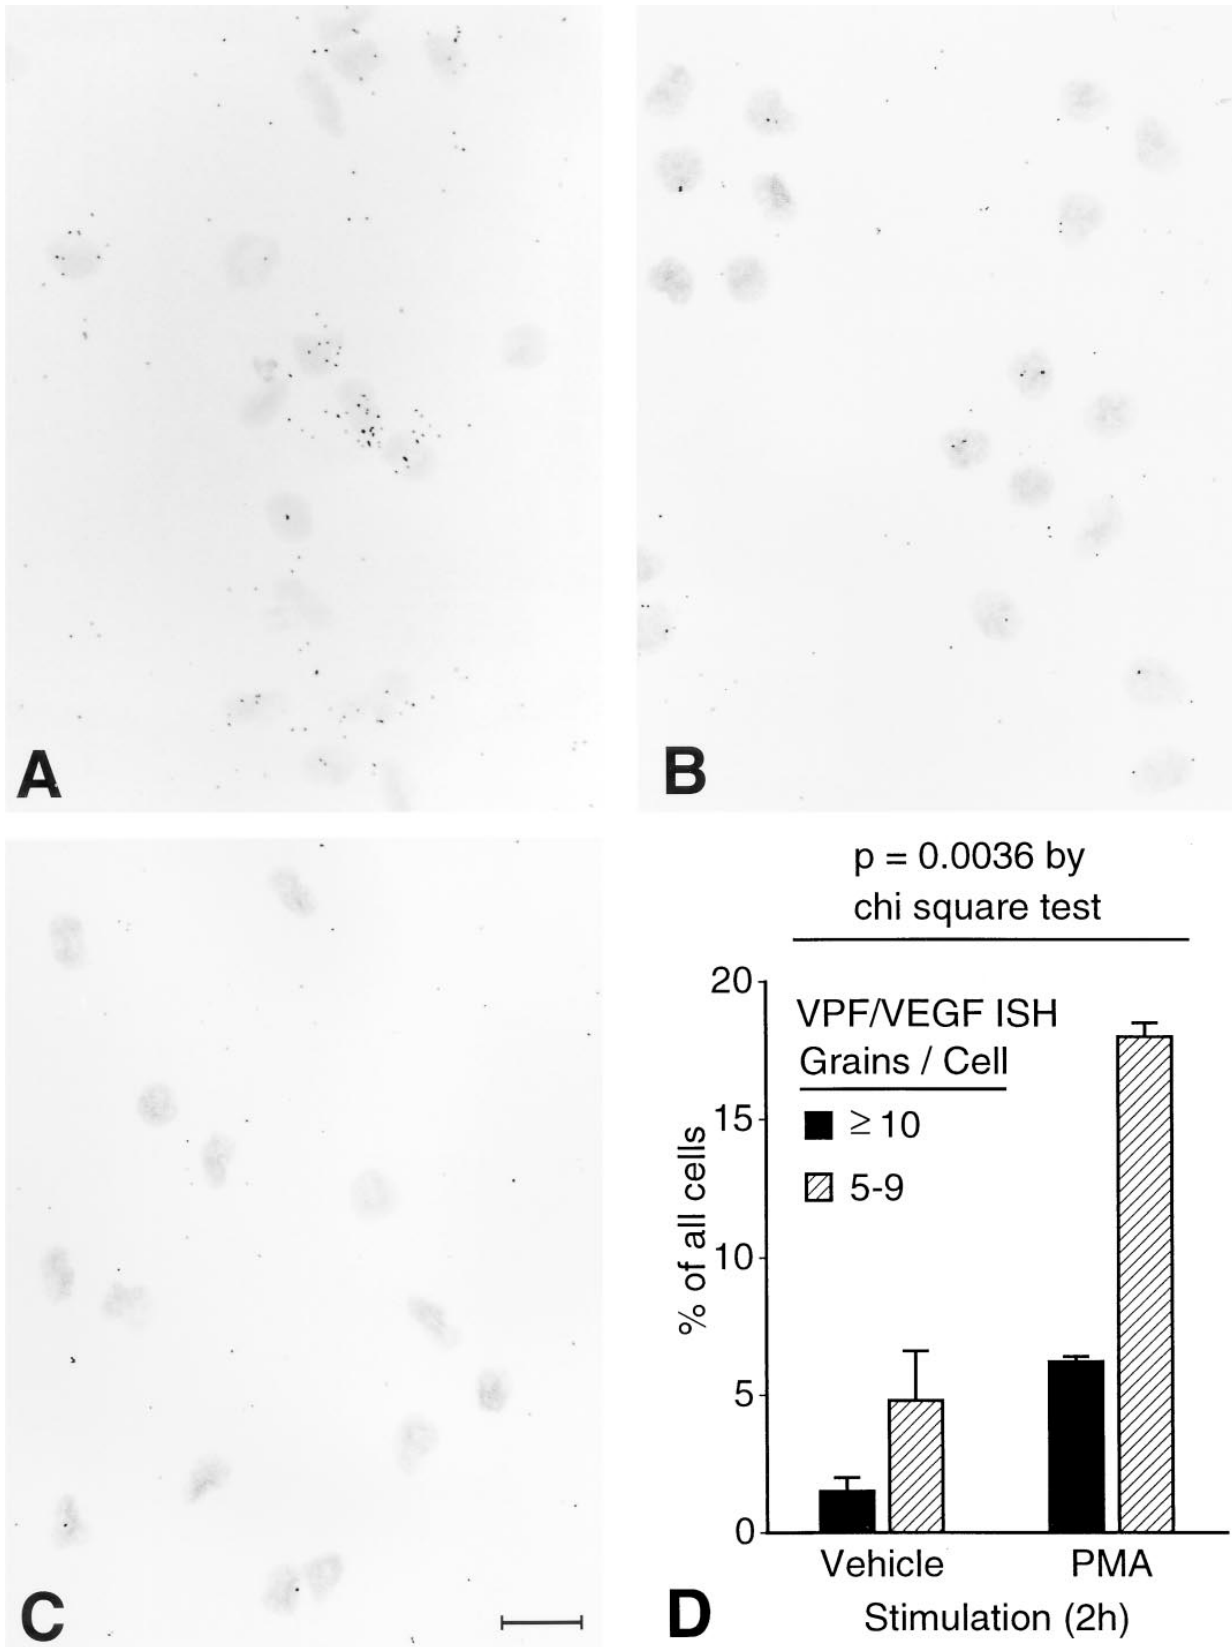 A
B
C
p = 0.0036 by
chi square test
20
15
10
5
0
% of all cells
VPF/VEGF ISH
Grains / Cell
≥ 10
5-9
Vehicle
PMA
Stimulation (2h)
D